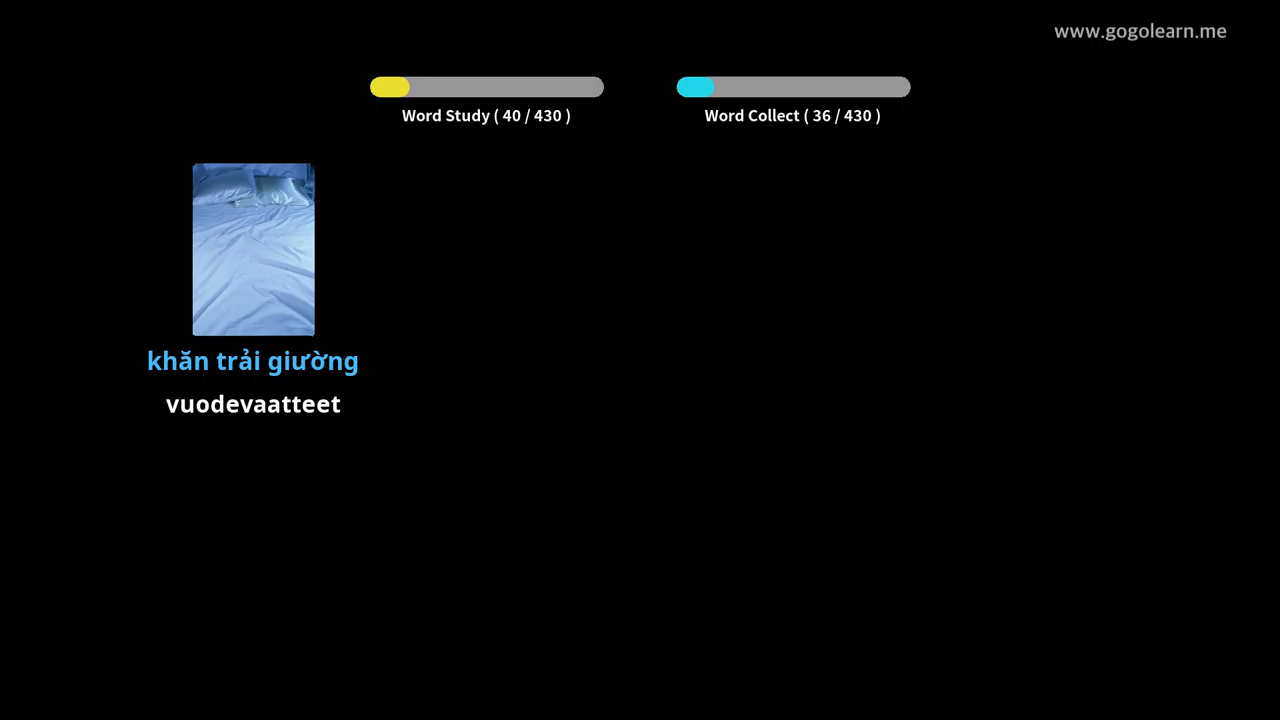 www.gogolearn.me
Word Study ( 40 / 430 )
Word Collect ( 36 / 430 )
khăn trải giường
vuodevaatteet